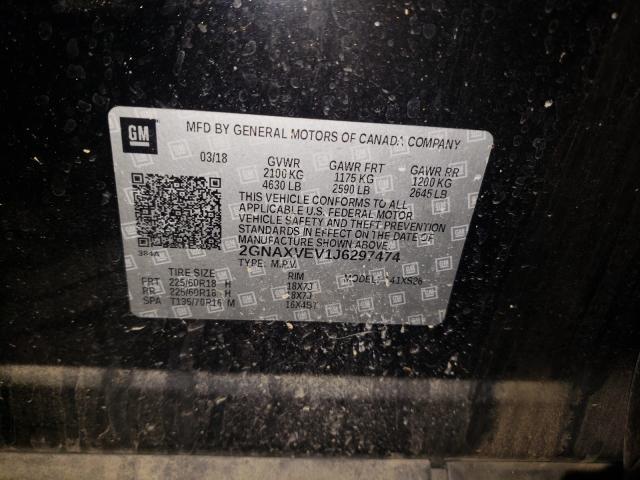 GM MFD BY GENERAL MOTORS OF CANADA COMPANY
03/18 GVWR GAWR FRT GAWR RR
2100 KG 1175 KG 1200 KG
4630 LB 2590 LB 2645 LB
THIS VEHICLE CONFORMS TO ALL
APPLICABLE U.S. FEDERAL MOTOR
VEHICLE SAFETY AND THEFT PREVENTION
STANDARDS IN EFFECT ON THE DATE OF
MANUFACTURE SHOWN ABOVE.
384A 2GNAXVEV1J6297474
TYPE: M.P.V. MODEL: 1XS26
TIRE SIZE RIM
FRT 225/60R18 H 18X7J
RR 225/60R18 H 18X7J
SPA T135/70R16 M 16X4BT